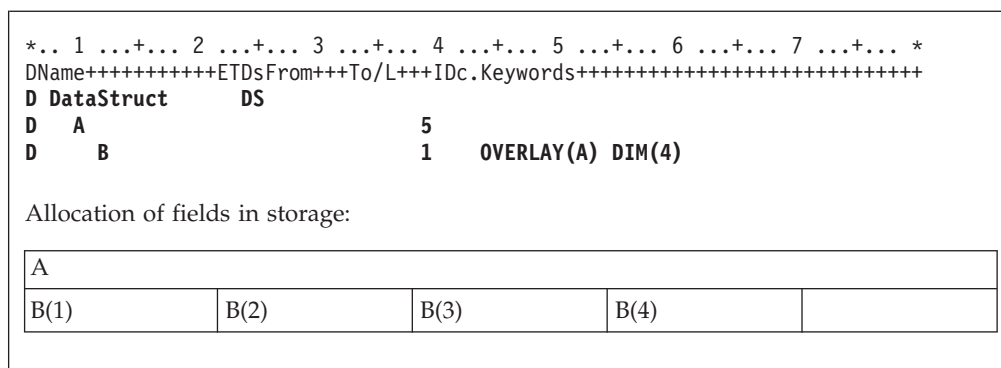 *.. 1 ...+... 2 ...+... 3 ...+... 4 ...+... 5 ...+... 6 ...+... 7 ...+... *
DName+++++++++++ETDsFrom+++To/L+++IDc.Keywords+++++++++++++++++++++++++++++
D DataStruct      DS
D   A                             5
D     B                           1    OVERLAY(A) DIM(4)
Allocation of fields in storage:
A
B(1) B(2) B(3) B(4)